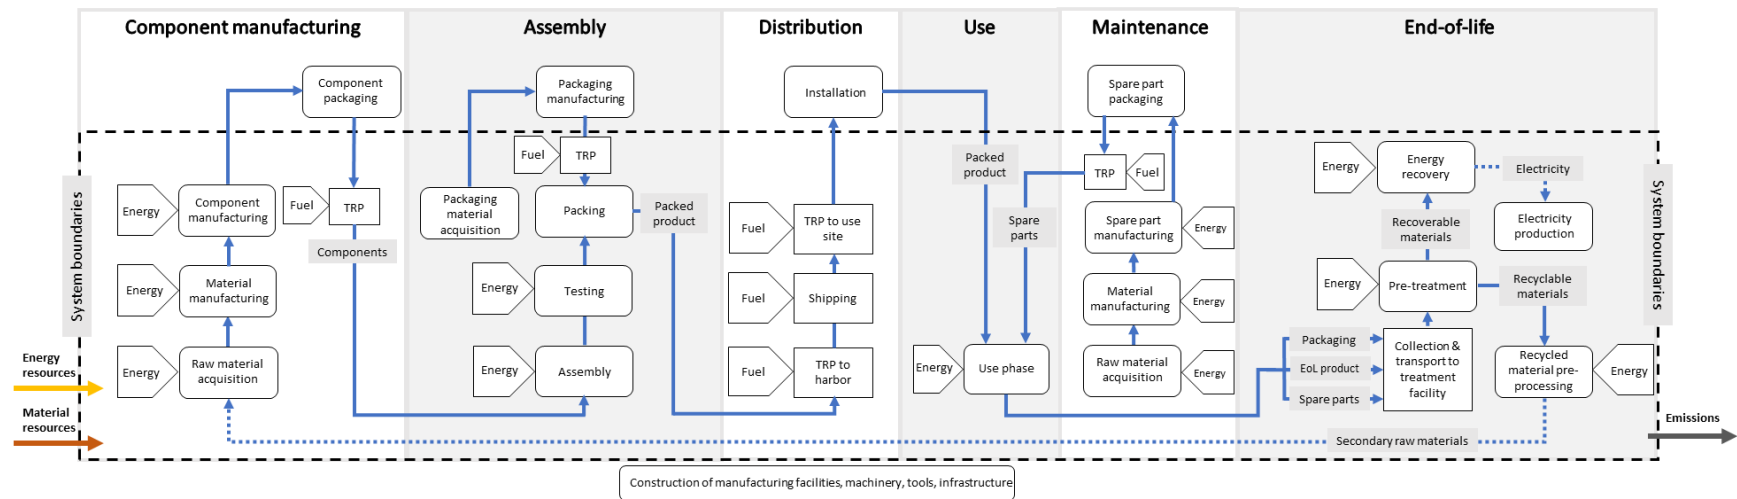 Component manufacturing
Assembly
Distribution
Use
Maintenance
End-of-life
System boundaries
Energy
resources
Material
resources
Component
packaging
Energy
Component
manufacturing
Fuel
TRP
Components
Energy
Material
manufacturing
Energy
Raw material
acquisition
Packaging
manufacturing
Fuel
TRP
Packaging
material
acquisition
Packing
Packed
product
Energy
Testing
Energy
Assembly
Installation
Fuel
TRP to use
site
Fuel
Shipping
Fuel
TRP to
harbor
Packed
product
Spare
parts
Energy
Use phase
Spare part
packaging
TRP
Fuel
Spare part
manufacturing
Energy
Material
manufacturing
Energy
Raw material
acquisition
Energy
Energy
Energy
recovery
Electricity
Electricity
production
Recoverable
materials
Energy
Pre-treatment
Recyclable
materials
Packaging
EoL product
Spare parts
Collection &
transport to
treatment
facility
Recycled
material pre-
processing
Energy
Secondary raw materials
System boundaries
Emissions
Construction of manufacturing facilities, machinery, tools, infrastructure